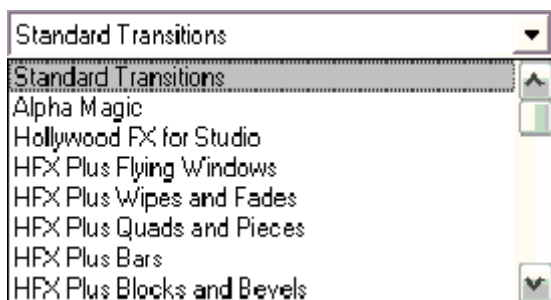 Standard Transitions
Standard Transitions
Alpha Magic
Hollywood FX for Studio
HFX Plus Flying Windows
HFX Plus Wipes and Fades
HFX Plus Quads and Pieces
HFX Plus Bars
HFX Plus Blocks and Bevels